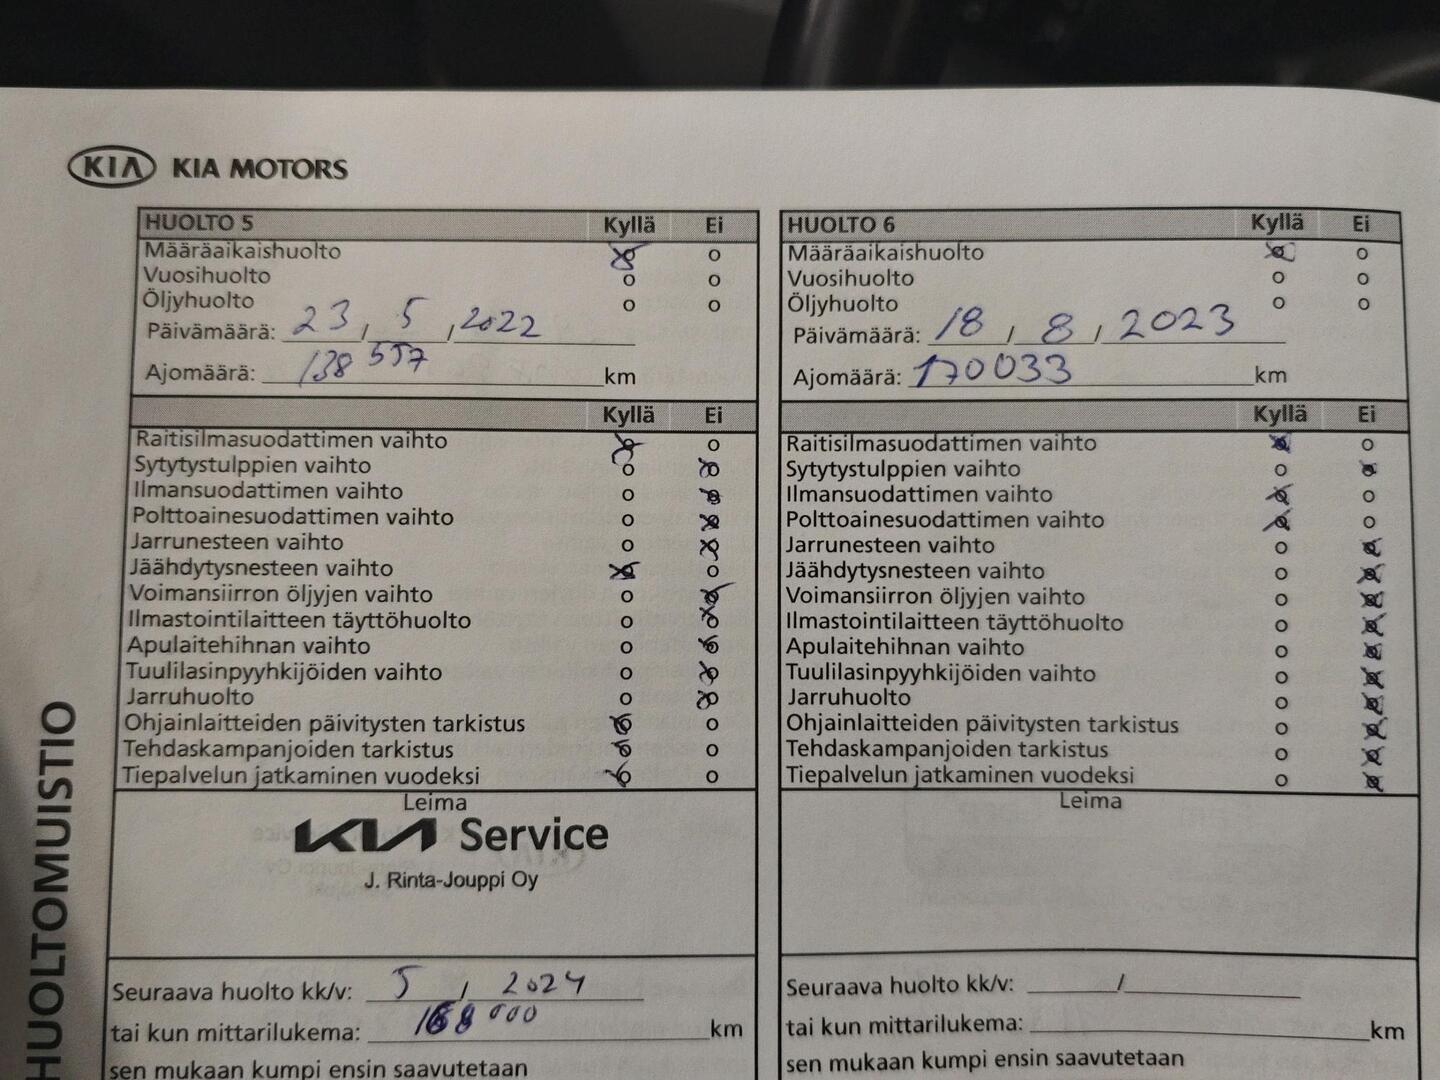 KIA KIA MOTORS
HUOLTOMUISTIO
HUOLTO 5 Kyllä Ei
Määräaikaishuolto o o
Vuosihuolto o o
Öljyhuolto o o
Päivämäärä: 23 / 5 / 2022
Ajomäärä: 138 557 km
Kyllä Ei
Raitisilmasuodattimen vaihto o o
Sytytystulppien vaihto o o
Ilmansuodattimen vaihto o o
Polttoainesuodattimen vaihto o o
Jarrunesteen vaihto o o
Jäähdytysnesteen vaihto o o
Voimansiirron öljyjen vaihto o o
Ilmastointilaitteen täyttöhuolto o o
Apulaitehihnan vaihto o o
Tuulilasinpyyhkijöiden vaihto o o
Jarruhuolto o o
Ohjainlaitteiden päivitysten tarkistus o o
Tehdaskampanjoiden tarkistus o o
Tiepalvelun jatkaminen vuodeksi o o
Leima
KIA Service
J. Rinta-Jouppi Oy
Seuraava huolto kk/v: 5 / 2024
tai kun mittarilukema: 168 000 km
sen mukaan kumpi ensin saavutetaan
HUOLTO 6 Kyllä Ei
Määräaikaishuolto o o
Vuosihuolto o o
Öljyhuolto o o
Päivämäärä: 18 / 8 / 2023
Ajomäärä: 170033 km
Kyllä Ei
Raitisilmasuodattimen vaihto o o
Sytytystulppien vaihto o o
Ilmansuodattimen vaihto o o
Polttoainesuodattimen vaihto o o
Jarrunesteen vaihto o o
Jäähdytysnesteen vaihto o o
Voimansiirron öljyjen vaihto o o
Ilmastointilaitteen täyttöhuolto o o
Apulaitehihnan vaihto o o
Tuulilasinpyyhkijöiden vaihto o o
Jarruhuolto o o
Ohjainlaitteiden päivitysten tarkistus o o
Tehdaskampanjoiden tarkistus o o
Tiepalvelun jatkaminen vuodeksi o o
Leima
Seuraava huolto kk/v: /
tai kun mittarilukema: km
sen mukaan kumpi ensin saavutetaan